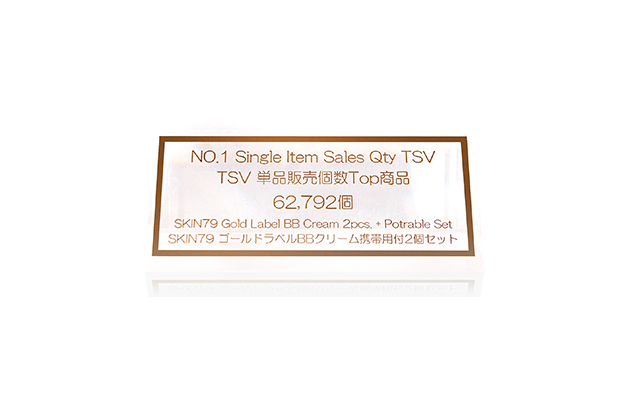 NO.1 Single Item Sales Qty TSV
TSV 単品販売個数Top商品
62,792個
SKIN79 Gold Label BB Cream 2pcs. + Potrable Set
SKIN79 ゴールドラベルBBクリーム携帯用付2個セット